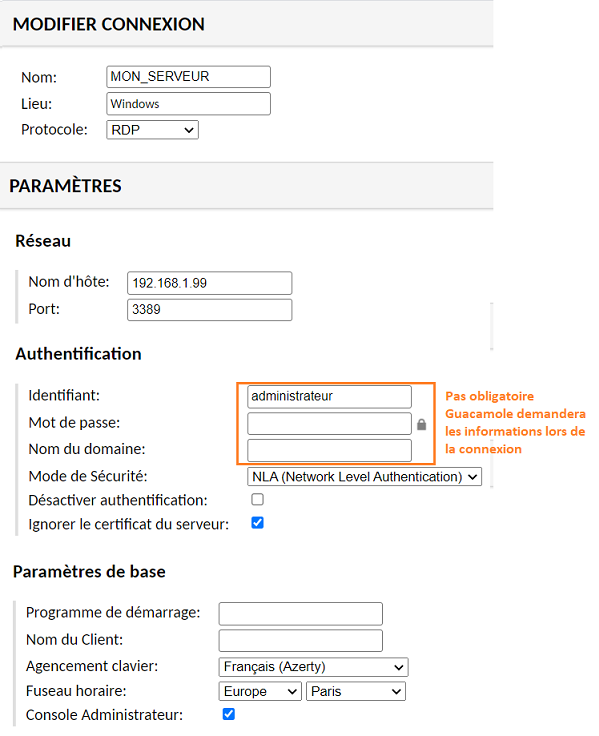 MODIFIER CONNEXION
Nom: MON_SERVEUR
Lieu: Windows
Protocole: RDP
PARAMÈTRES
Réseau
Nom d'hôte: 192.168.1.99
Port: 3389
Authentification
Identifiant: administrateur
Mot de passe:
Nom du domaine:
Pas obligatoire
Guacamole demandera
les informations lors de
la connexion
Mode de Sécurité: NLA (Network Level Authentication)
Désactiver authentification:
Ignorer le certificat du serveur:
Paramètres de base
Programme de démarrage:
Nom du Client:
Agencement clavier: Français (Azerty)
Fuseau horaire: Europe Paris
Console Administrateur: